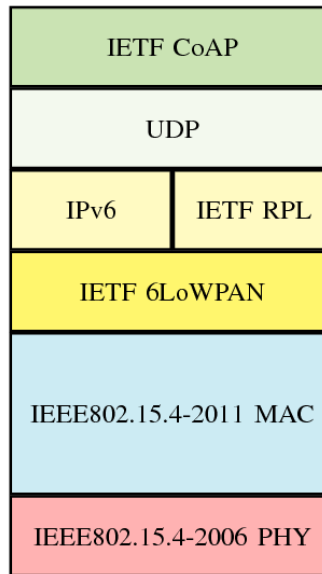 IETF CoAP
UDP
IPv6 IETF RPL
IETF 6LoWPAN
IEEE802.15.4-2011 MAC
IEEE802.15.4-2006 PHY